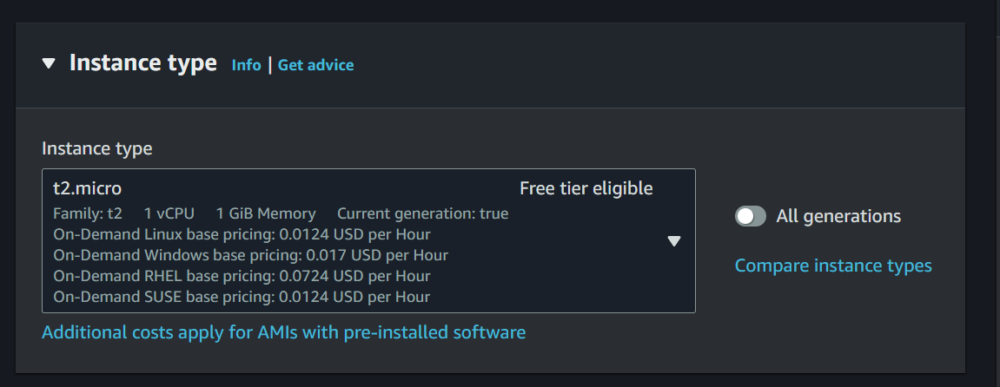 Instance type Info | Get advice
Instance type
t2.micro Free tier eligible
Family: t2 1 vCPU 1 GiB Memory Current generation: true
On-Demand Linux base pricing: 0.0124 USD per Hour
On-Demand Windows base pricing: 0.017 USD per Hour
On-Demand RHEL base pricing: 0.0724 USD per Hour
On-Demand SUSE base pricing: 0.0124 USD per Hour
All generations
Compare instance types
Additional costs apply for AMIs with pre-installed software